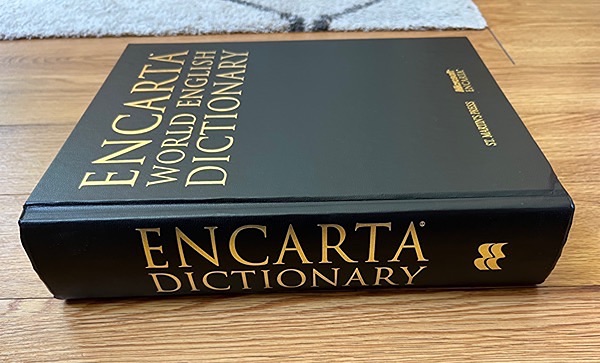 ENCARTA®
WORLD ENGLISH
DICTIONARY
ST. MARTIN'S PRESS
Microsoft®
ENCARTA®
ENCARTA®
DICTIONARY